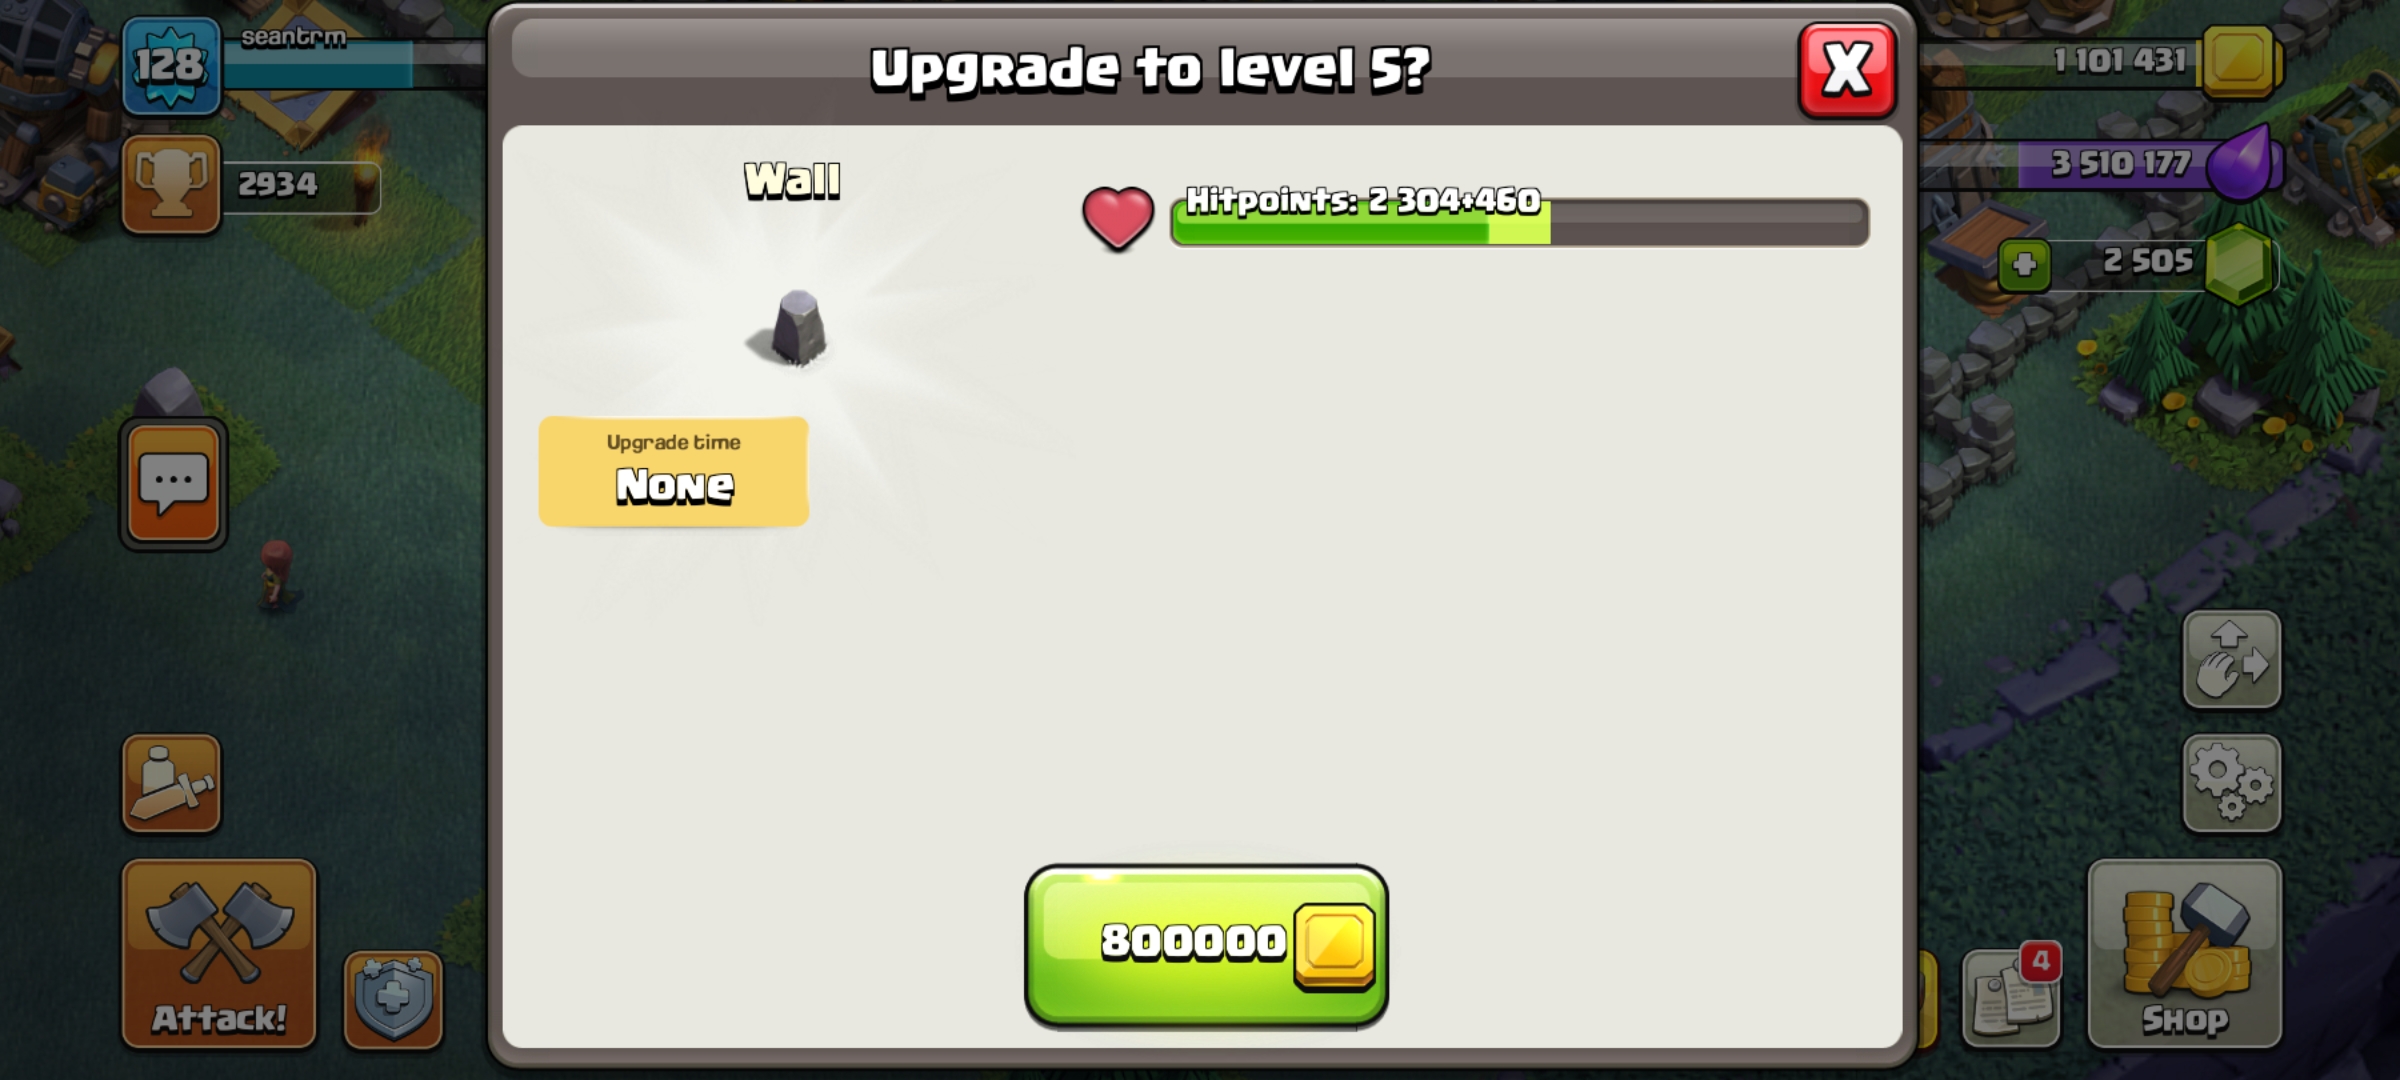 Upgrade to level 5?
128
seantrm
2934
1 101 431
3 510 177
2 505
Wall
Hitpoints: 2 304+460
Upgrade time
None
800000
Attack!
4
Shop